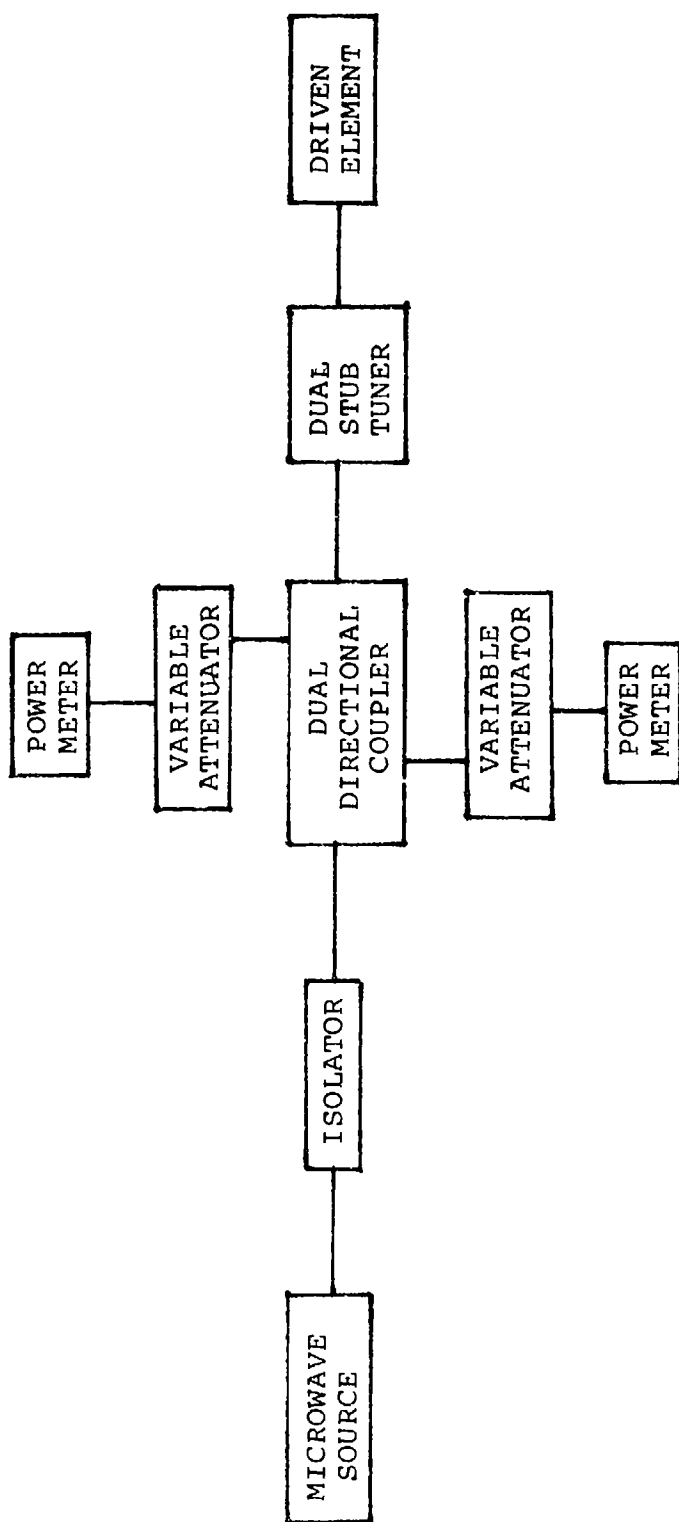 POWER
METER
VARIABLE
ATTENUATOR
MICROWAVE
SOURCE
ISOLATOR
DUAL
DIRECTIONAL
COUPLER
DUAL
STUB
TUNER
DRIVEN
ELEMENT
VARIABLE
ATTENUATOR
POWER
METER